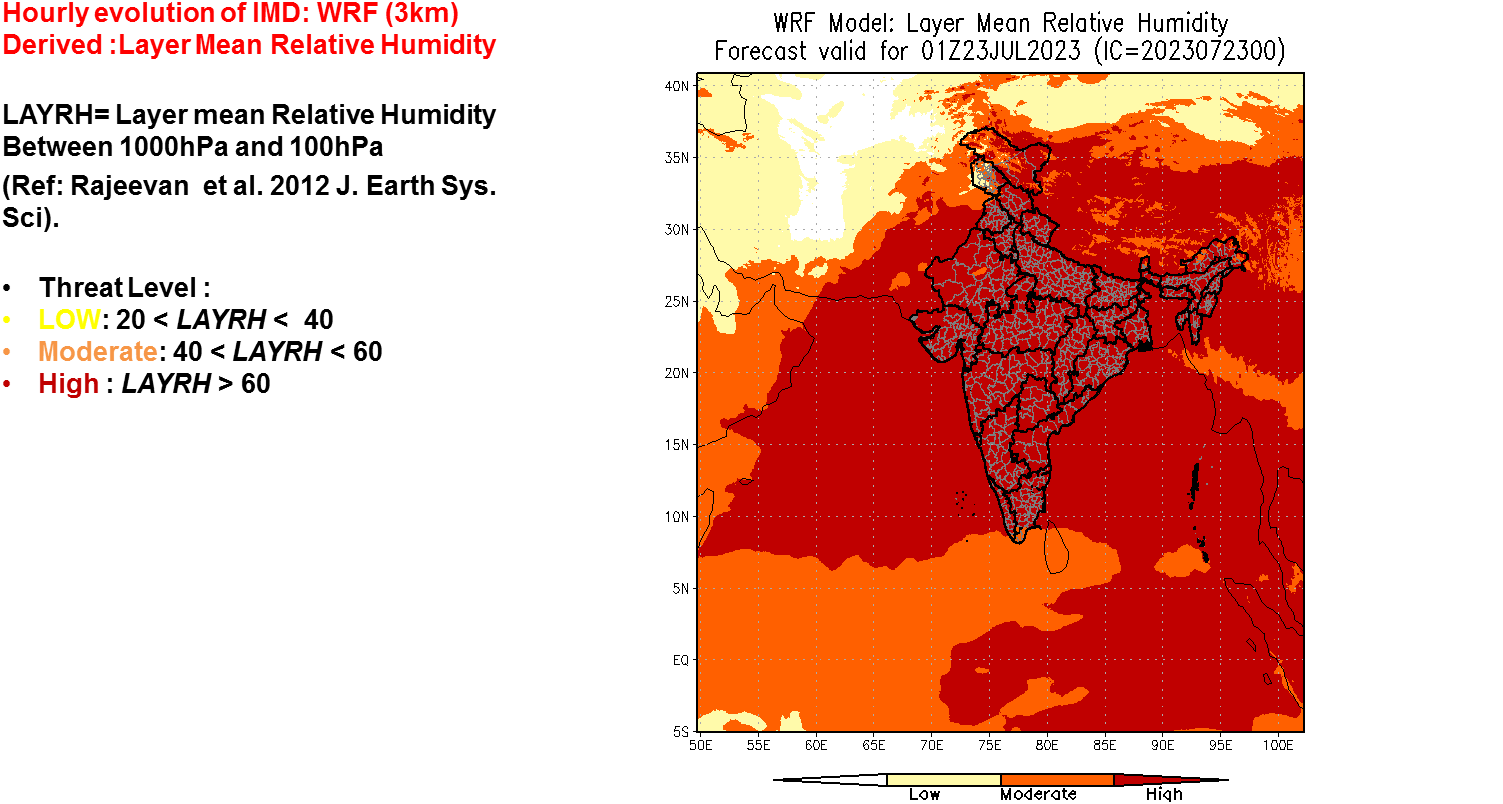 Hourly evolution of IMD: WRF (3km)
Derived :Layer Mean Relative Humidity
LAYRH= Layer mean Relative Humidity
Between 1000hPa and 100hPa
(Ref: Rajeevan et al. 2012 J. Earth Sys.
Sci).
• Threat Level :
• LOW: 20 < LAYRH < 40
• Moderate: 40 < LAYRH < 60
• High : LAYRH > 60
WRF Model: Layer Mean Relative Humidity
Forecast valid for 01Z23JUL2023 (IC=2023072300)
40N
35N
30N
25N
20N
15N
10N
5N
EQ
5S
50E 55E 60E 65E 70E 75E 80E 85E 90E 95E 100E
Low Moderate High